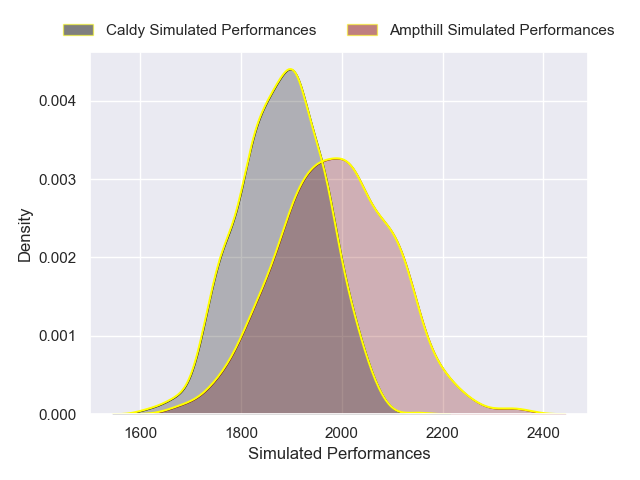 Caldy Simulated Performances Ampthill Simulated Performances
0.004
0.003
0.002
0.001
0.000
Density
1600 1800 2000 2200 2400
Simulated Performances